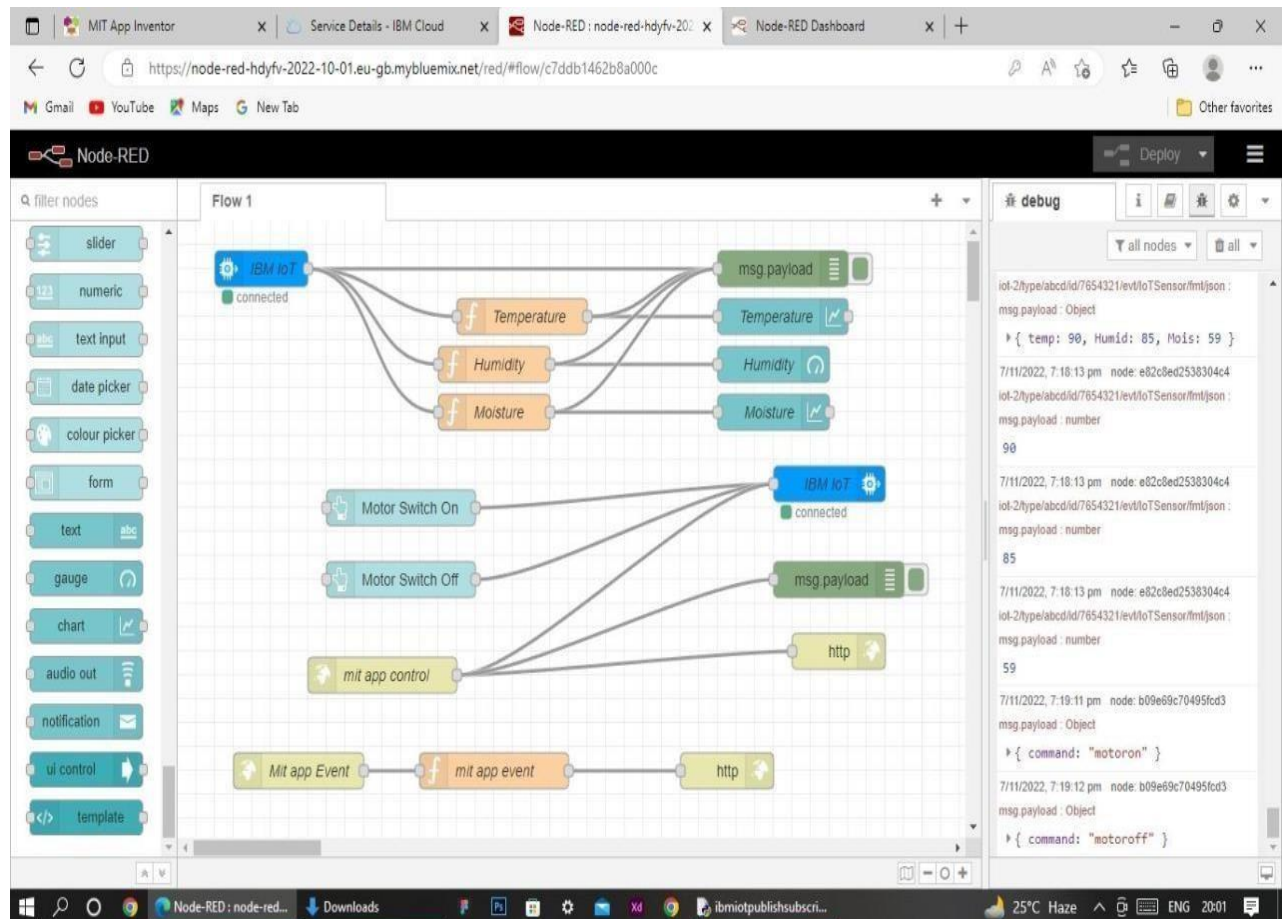 MIT App Inventor
Service Details - IBM Cloud
Node-RED : node-red-hdyfv-202
Node-RED Dashboard
https://node-red-hdyfv-2022-10-01.eu-gb.mybluemix.net/red/#flow/c7ddb1462b8a000c
Gmail YouTube Maps New Tab
Other favorites
Node-RED
Deploy
filter nodes
slider
numeric
text input
date picker
colour picker
form
text
gauge
chart
audio out
notification
ui control
template
Flow 1
IBM IoT
connected
Temperature
Humidity
Moisture
msg.payload
Temperature
Humidity
Moisture
Motor Switch On
Motor Switch Off
IBM IoT
connected
msg.payload
mit app control
http
Mit app Event
mit app event
http
debug
all nodes
all
iot-2/type/abcd/id/7654321/evt/IoTSensor/fmt/json :
msg.payload : Object
{ temp: 90, Humid: 85, Mois: 59 }
7/11/2022, 7:18:13 pm node: e82c8ed2538304c4
iot-2/type/abcd/id/7654321/evt/IoTSensor/fmt/json :
msg.payload : number
90
7/11/2022, 7:18:13 pm node: e82c8ed2538304c4
iot-2/type/abcd/id/7654321/evt/IoTSensor/fmt/json :
msg.payload : number
85
7/11/2022, 7:18:13 pm node: e82c8ed2538304c4
iot-2/type/abcd/id/7654321/evt/IoTSensor/fmt/json :
msg.payload : number
59
7/11/2022, 7:19:11 pm node: b09e69c70495fcd3
msg.payload : Object
{ command: "motoron" }
7/11/2022, 7:19:12 pm node: b09e69c70495fcd3
msg.payload : Object
{ command: "motoroff" }
Node-RED : node-red...
Downloads
ibmiotpublishsubscri...
25°C Haze
ENG
20:01